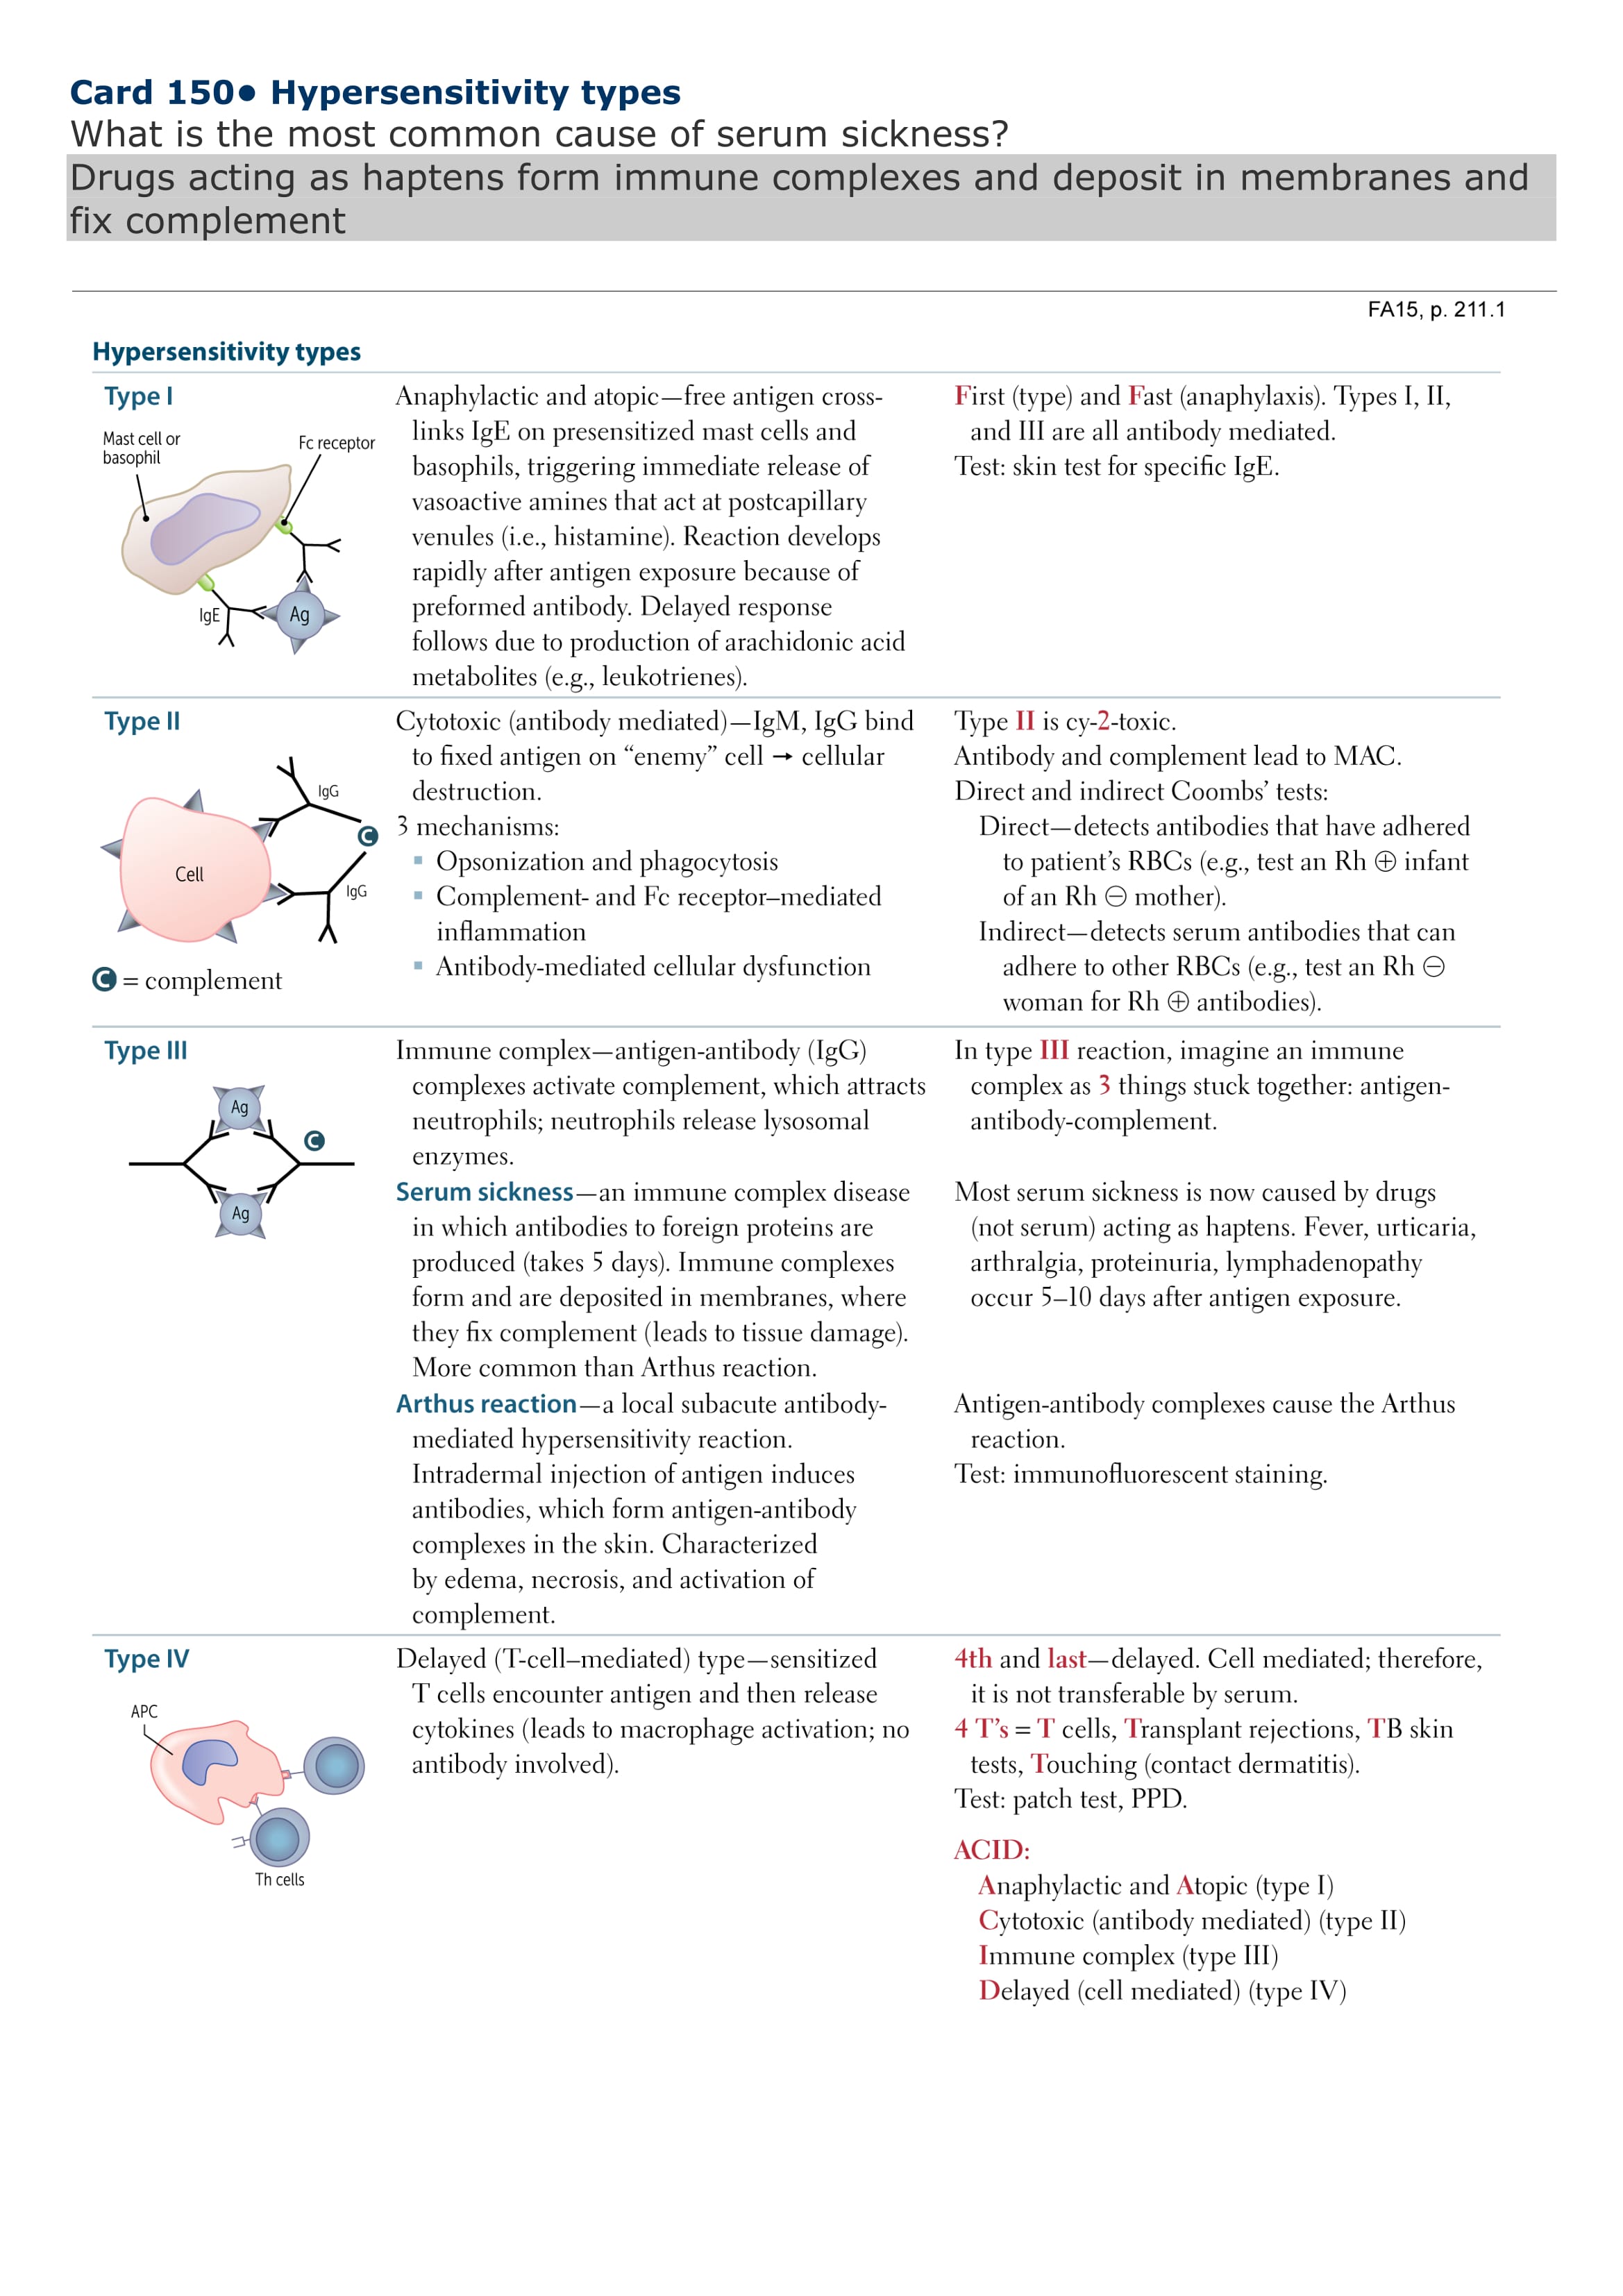 Card 150• Hypersensitivity types
What is the most common cause of serum sickness?
Drugs acting as haptens form immune complexes and deposit in membranes and
fix complement
FA15, p. 211.1
Hypersensitivity types
Type I
Mast cell or
basophil
Fc receptor
IgE
Ag
Anaphylactic and atopic—free antigen cross-
links IgE on presensitized mast cells and
basophils, triggering immediate release of
vasoactive amines that act at postcapillary
venules (i.e., histamine). Reaction develops
rapidly after antigen exposure because of
preformed antibody. Delayed response
follows due to production of arachidonic acid
metabolites (e.g., leukotrienes).
First (type) and Fast (anaphylaxis). Types I, II,
and III are all antibody mediated.
Test: skin test for specific IgE.
Type II
IgG
C
Cell
IgG
C = complement
Cytotoxic (antibody mediated)—IgM, IgG bind
to fixed antigen on “enemy” cell → cellular
destruction.
3 mechanisms:
▪ Opsonization and phagocytosis
▪ Complement- and Fc receptor–mediated
inflammation
▪ Antibody-mediated cellular dysfunction
Type II is cy-2-toxic.
Antibody and complement lead to MAC.
Direct and indirect Coombs’ tests:
Direct—detects antibodies that have adhered
to patient’s RBCs (e.g., test an Rh ⊕ infant
of an Rh ⊖ mother).
Indirect—detects serum antibodies that can
adhere to other RBCs (e.g., test an Rh ⊖
woman for Rh ⊕ antibodies).
Type III
Ag
C
Ag
Immune complex—antigen-antibody (IgG)
complexes activate complement, which attracts
neutrophils; neutrophils release lysosomal
enzymes.
In type III reaction, imagine an immune
complex as 3 things stuck together: antigen-
antibody-complement.
Serum sickness—an immune complex disease
in which antibodies to foreign proteins are
produced (takes 5 days). Immune complexes
form and are deposited in membranes, where
they fix complement (leads to tissue damage).
More common than Arthus reaction.
Most serum sickness is now caused by drugs
(not serum) acting as haptens. Fever, urticaria,
arthralgia, proteinuria, lymphadenopathy
occur 5–10 days after antigen exposure.
Arthus reaction—a local subacute antibody-
mediated hypersensitivity reaction.
Intradermal injection of antigen induces
antibodies, which form antigen-antibody
complexes in the skin. Characterized
by edema, necrosis, and activation of
complement.
Antigen-antibody complexes cause the Arthus
reaction.
Test: immunofluorescent staining.
Type IV
APC
Th cells
Delayed (T-cell–mediated) type—sensitized
T cells encounter antigen and then release
cytokines (leads to macrophage activation; no
antibody involved).
4th and last—delayed. Cell mediated; therefore,
it is not transferable by serum.
4 T’s = T cells, Transplant rejections, TB skin
tests, Touching (contact dermatitis).
Test: patch test, PPD.
ACID:
Anaphylactic and Atopic (type I)
Cytotoxic (antibody mediated) (type II)
Immune complex (type III)
Delayed (cell mediated) (type IV)